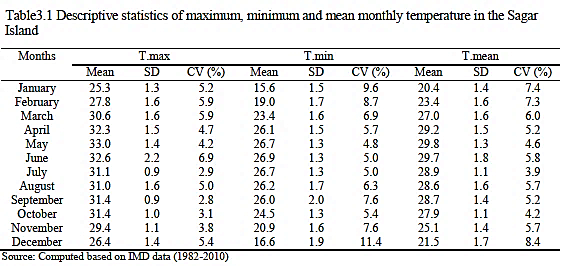 Table3.1 Descriptive statistics of maximum, minimum and mean monthly temperature in the Sagar
Island
Months T.max T.min T.mean
Mean SD CV (%) Mean SD CV (%) Mean SD CV (%)
January 25.3 1.3 5.2 15.6 1.5 9.6 20.4 1.4 7.4
February 27.8 1.6 5.9 19.0 1.7 8.7 23.4 1.6 7.3
March 30.6 1.6 5.9 23.4 1.6 6.9 27.0 1.6 6.0
April 32.3 1.5 4.7 26.1 1.5 5.7 29.2 1.5 5.2
May 33.0 1.4 4.2 26.7 1.3 4.8 29.8 1.3 4.6
June 32.6 2.2 6.9 26.9 1.3 5.0 29.7 1.8 5.8
July 31.1 0.9 2.9 26.7 1.3 5.0 28.9 1.1 3.9
August 31.0 1.6 5.0 26.2 1.7 6.3 28.6 1.6 5.7
September 31.4 0.9 2.8 26.0 2.0 7.6 28.7 1.4 5.2
October 31.4 1.0 3.1 24.5 1.3 5.4 27.9 1.1 4.2
November 29.4 1.1 3.8 20.9 1.6 7.6 25.1 1.4 5.7
December 26.4 1.4 5.4 16.6 1.9 11.4 21.5 1.7 8.4
Source: Computed based on IMD data (1982-2010)